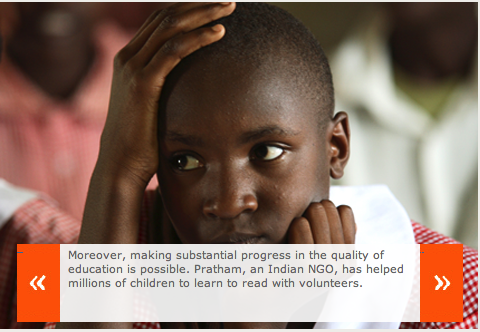 Moreover, making substantial progress in the quality of
education is possible. Pratham, an Indian NGO, has helped
millions of children to learn to read with volunteers.